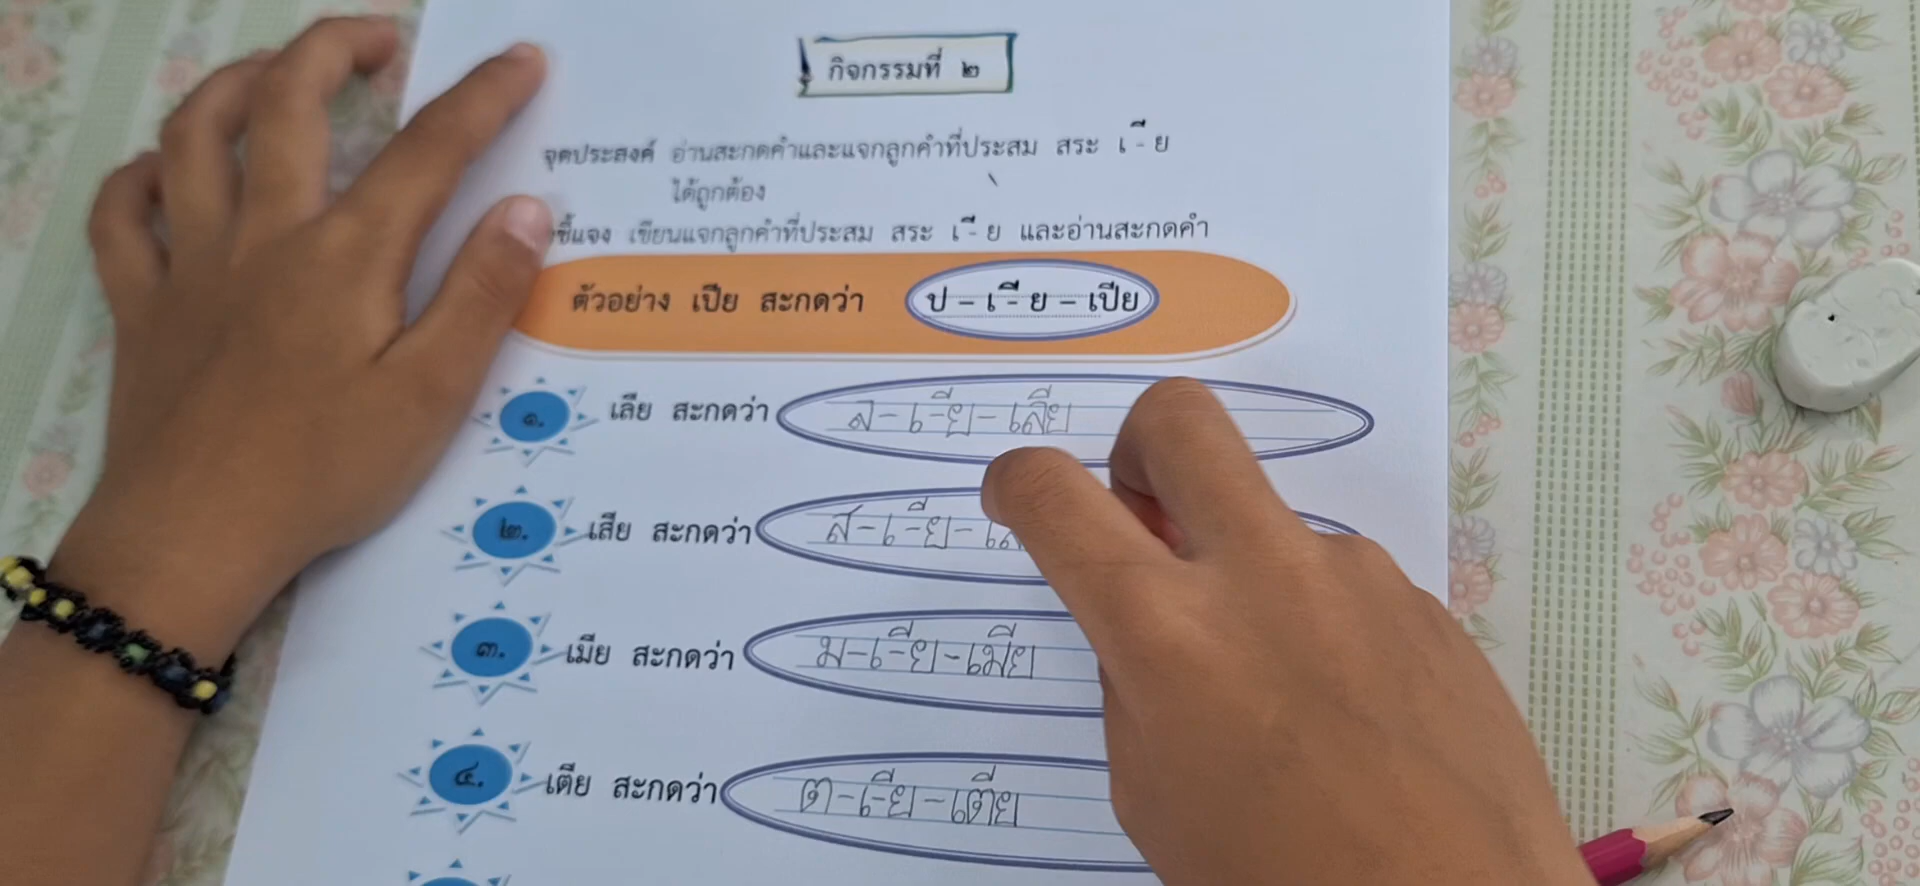 กิจกรรมที่ ๒
จุดประสงค์ อ่านสะกดคำและแจกลูกคำที่ประสม สระ เ-ีย
ได้ถูกต้อง
ชี้แจง เขียนแจกลูกคำที่ประสม สระ เ-ีย และอ่านสะกดคำ
ตัวอย่าง เปีย สะกดว่า ป – เ-ีย – เปีย
๑. เลีย สะกดว่า ล-เ-ีย-เลีย
๒. เสีย สะกดว่า ส-เ-ีย-เส
๓. เมีย สะกดว่า ม-เ-ีย-เมีย
๔. เตีย สะกดว่า ต-เ-ีย-เตีย